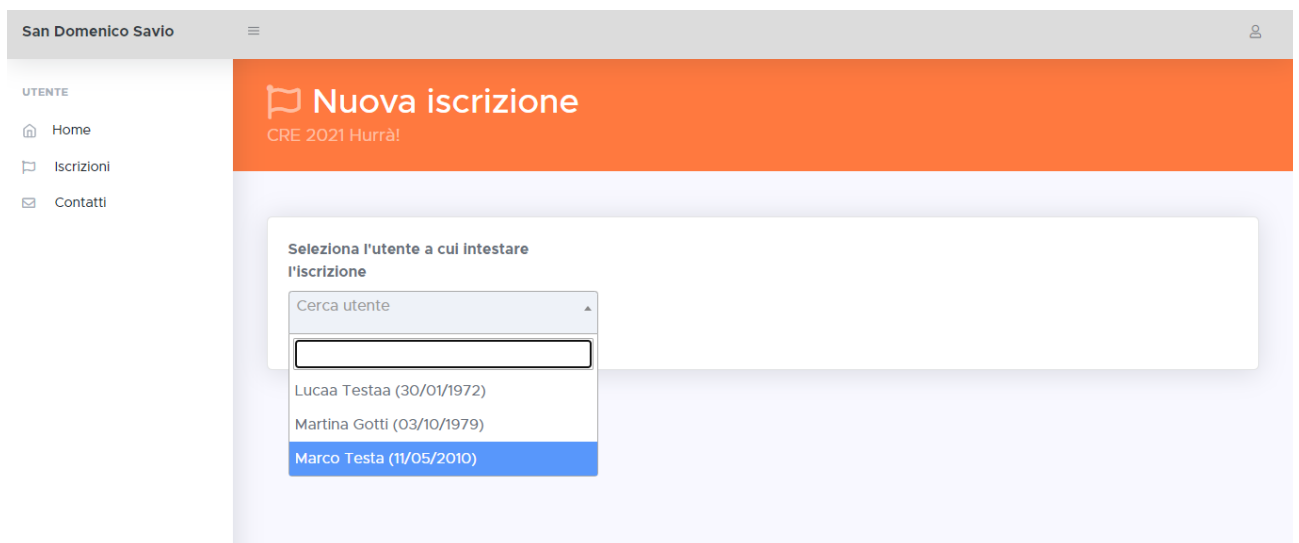 San Domenico Savio
UTENTE
Home
Iscrizioni
Contatti
Nuova iscrizione
CRE 2021 Hurrà!
Seleziona l'utente a cui intestare
l'iscrizione
Cerca utente
Lucaa Testaa (30/01/1972)
Martina Gotti (03/10/1979)
Marco Testa (11/05/2010)